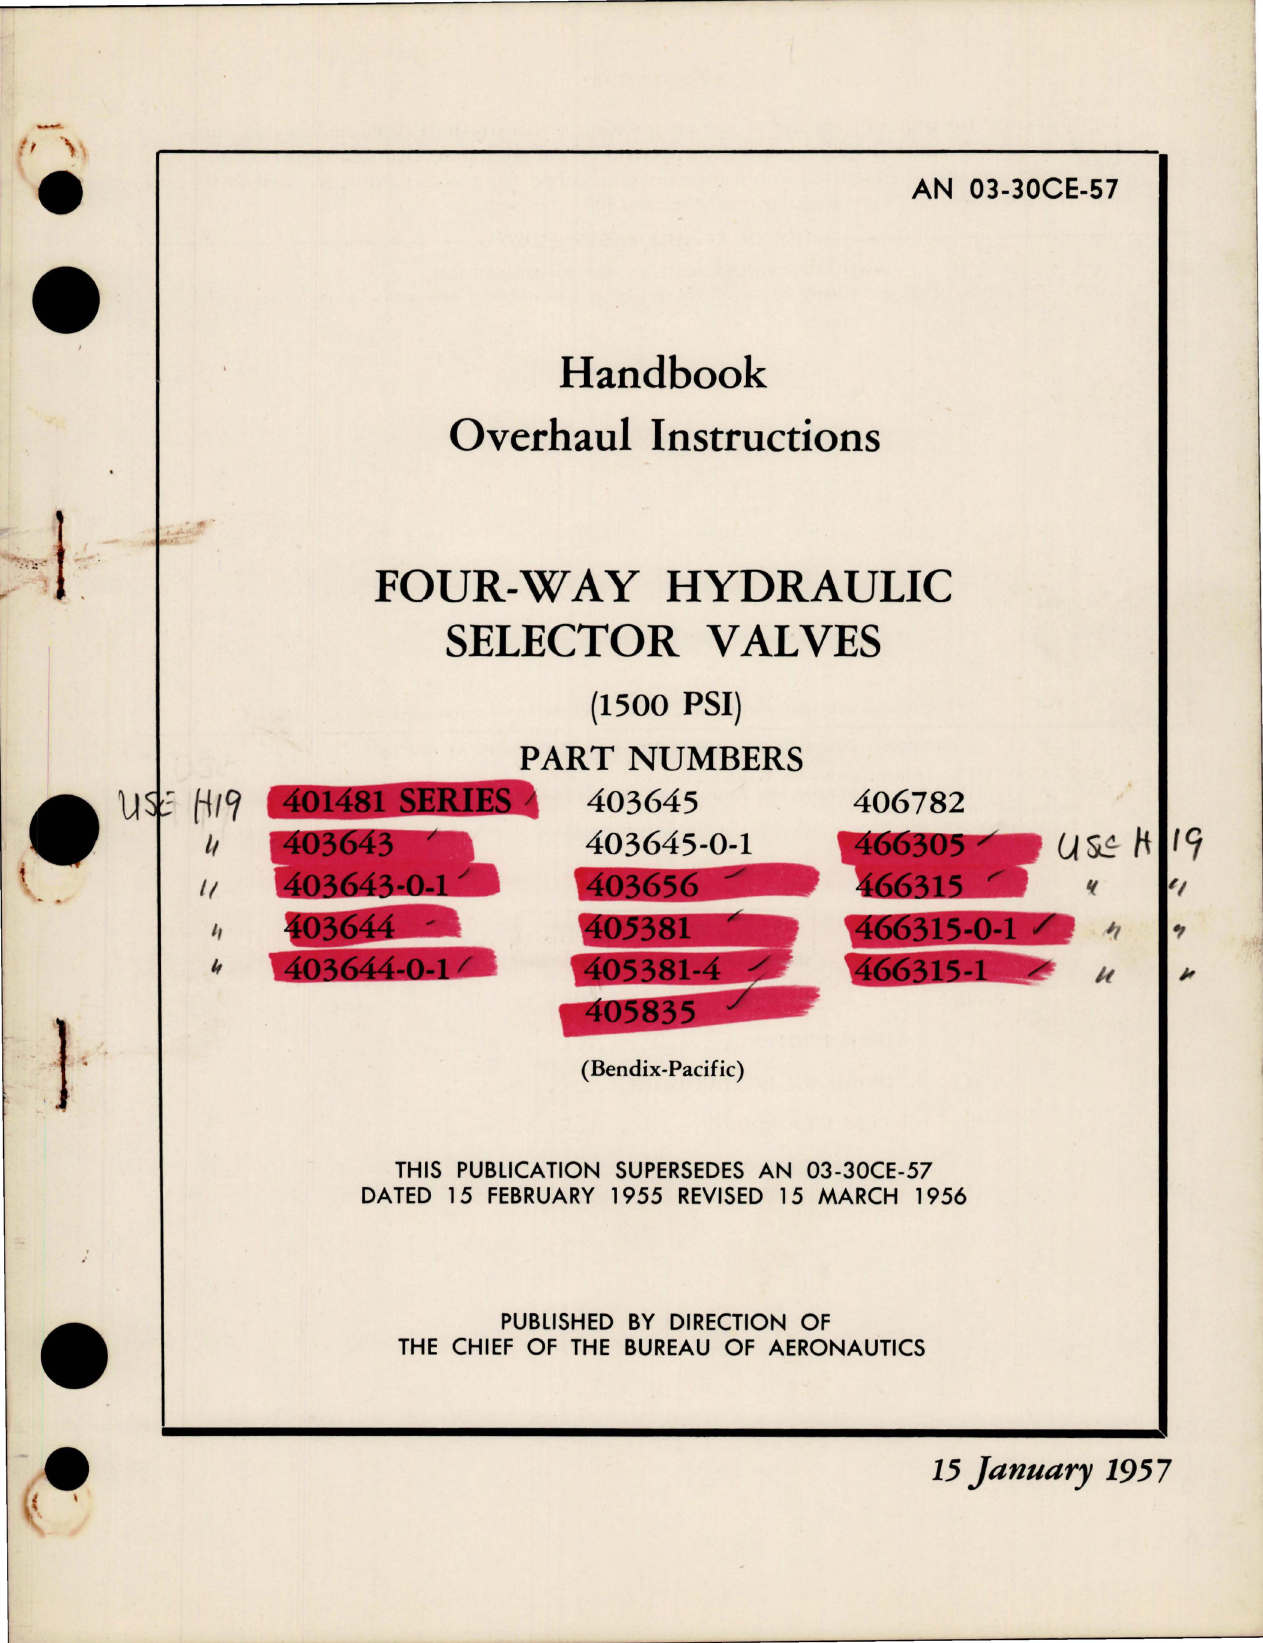 AN 03-30CE-57
Handbook
Overhaul Instructions
FOUR-WAY HYDRAULIC
SELECTOR VALVES
(1500 PSI)
PART NUMBERS
USE H19 401481 SERIES 403645 406782
" 403643 403645-0-1 466305 USE H 19
" 403643-0-1 403656 466315 " "
" 403644 405381 466315-0-1 " "
" 403644-0-1 405381-4 466315-1 " "
405835
(Bendix-Pacific)
THIS PUBLICATION SUPERSEDES AN 03-30CE-57
DATED 15 FEBRUARY 1955 REVISED 15 MARCH 1956
PUBLISHED BY DIRECTION OF
THE CHIEF OF THE BUREAU OF AERONAUTICS
15 January 1957